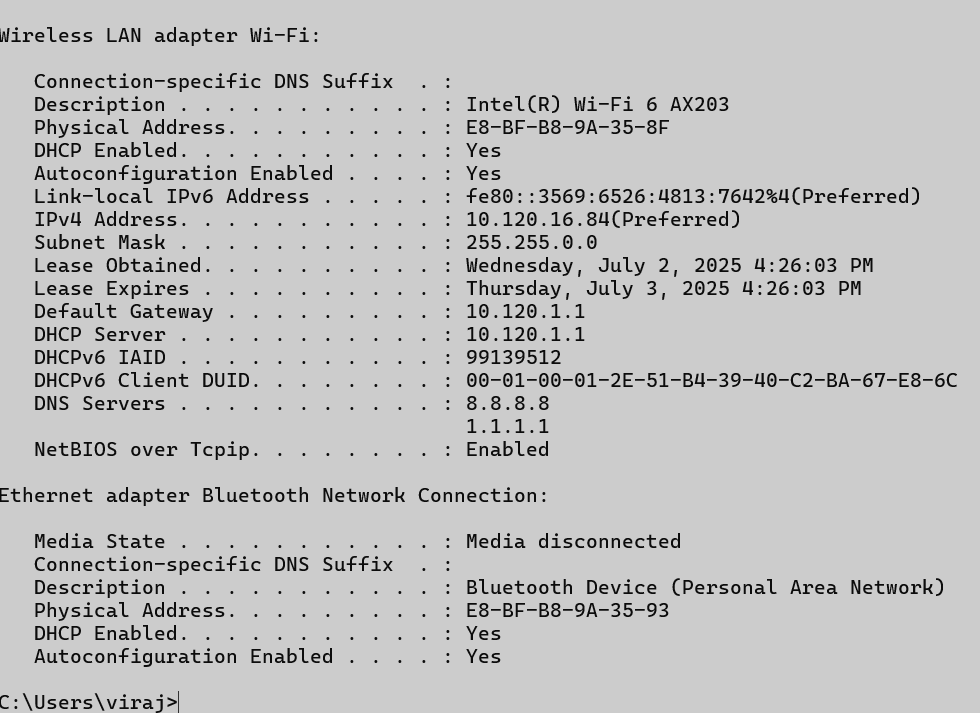 Wireless LAN adapter Wi-Fi:
Connection-specific DNS Suffix  . :
Description . . . . . . . . . . . : Intel(R) Wi-Fi 6 AX203
Physical Address. . . . . . . . . : E8-BF-B8-9A-35-8F
DHCP Enabled. . . . . . . . . . . : Yes
Autoconfiguration Enabled . . . . : Yes
Link-local IPv6 Address . . . . . : fe80::3569:6526:4813:7642%4(Preferred)
IPv4 Address. . . . . . . . . . . : 10.120.16.84(Preferred)
Subnet Mask . . . . . . . . . . . : 255.255.0.0
Lease Obtained. . . . . . . . . . : Wednesday, July 2, 2025 4:26:03 PM
Lease Expires . . . . . . . . . . : Thursday, July 3, 2025 4:26:03 PM
Default Gateway . . . . . . . . . : 10.120.1.1
DHCP Server . . . . . . . . . . . : 10.120.1.1
DHCPv6 IAID . . . . . . . . . . . : 99139512
DHCPv6 Client DUID. . . . . . . . : 00-01-00-01-2E-51-B4-39-40-C2-BA-67-E8-6C
DNS Servers . . . . . . . . . . . : 8.8.8.8
1.1.1.1
NetBIOS over Tcpip. . . . . . . . : Enabled
Ethernet adapter Bluetooth Network Connection:
Media State . . . . . . . . . . . : Media disconnected
Connection-specific DNS Suffix  . :
Description . . . . . . . . . . . : Bluetooth Device (Personal Area Network)
Physical Address. . . . . . . . . : E8-BF-B8-9A-35-93
DHCP Enabled. . . . . . . . . . . : Yes
Autoconfiguration Enabled . . . . : Yes
C:\Users\viraj>